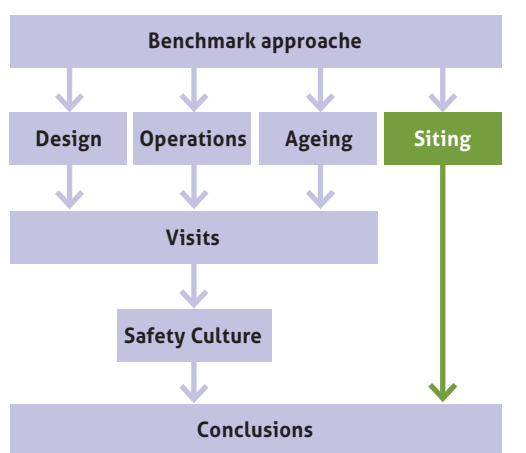 Benchmark approache
Design
Operations
Ageing
Siting
Visits
Safety Culture
Conclusions